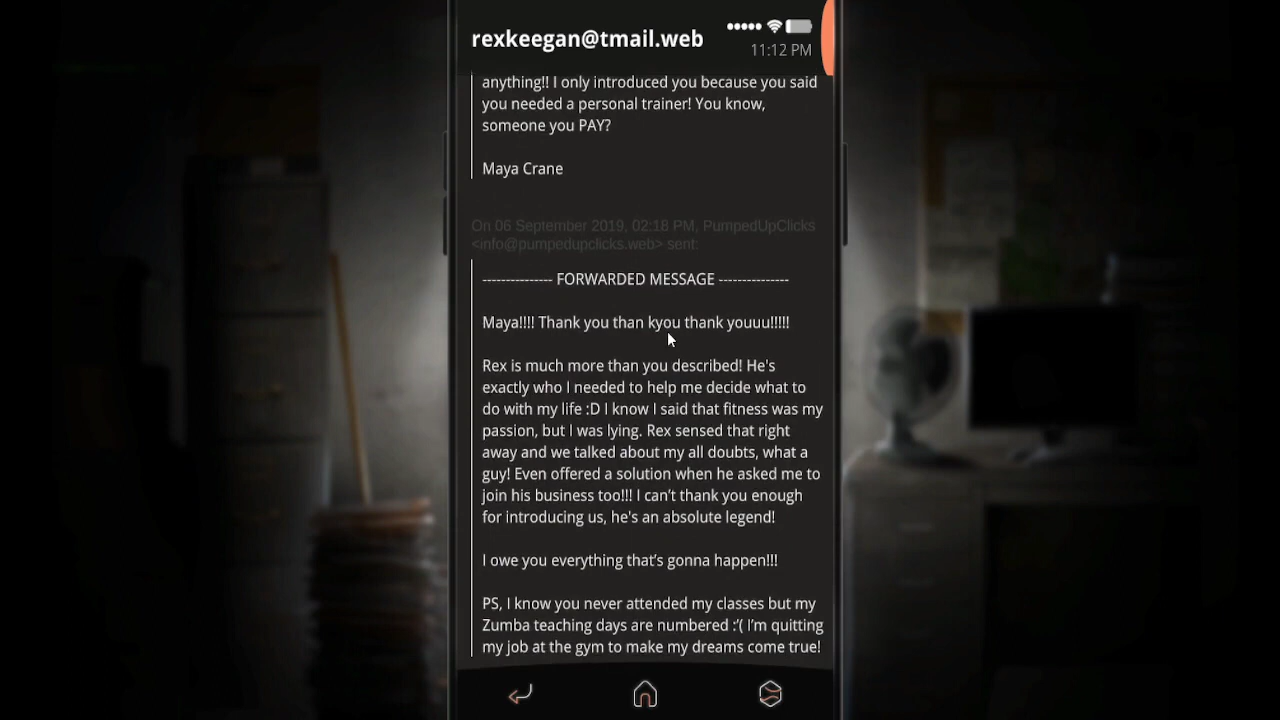 rexkeegan@tmail.web
11:12 PM
anything!! I only introduced you because you said
you needed a personal trainer! You know,
someone you PAY?
Maya Crane
On 06 September 2019, 02:18 PM, PumpedUpClicks
<info@pumpedupclicks.web> sent:
--------------- FORWARDED MESSAGE ---------------
Maya!!!! Thank you than kyou thank youuu!!!!!
Rex is much more than you described! He's
exactly who I needed to help me decide what to
do with my life :D I know I said that fitness was my
passion, but I was lying. Rex sensed that right
away and we talked about my all doubts, what a
guy! Even offered a solution when he asked me to
join his business too!!! I can't thank you enough
for introducing us, he's an absolute legend!
I owe you everything that's gonna happen!!!
PS, I know you never attended my classes but my
Zumba teaching days are numbered :'( I'm quitting
my job at the gym to make my dreams come true!